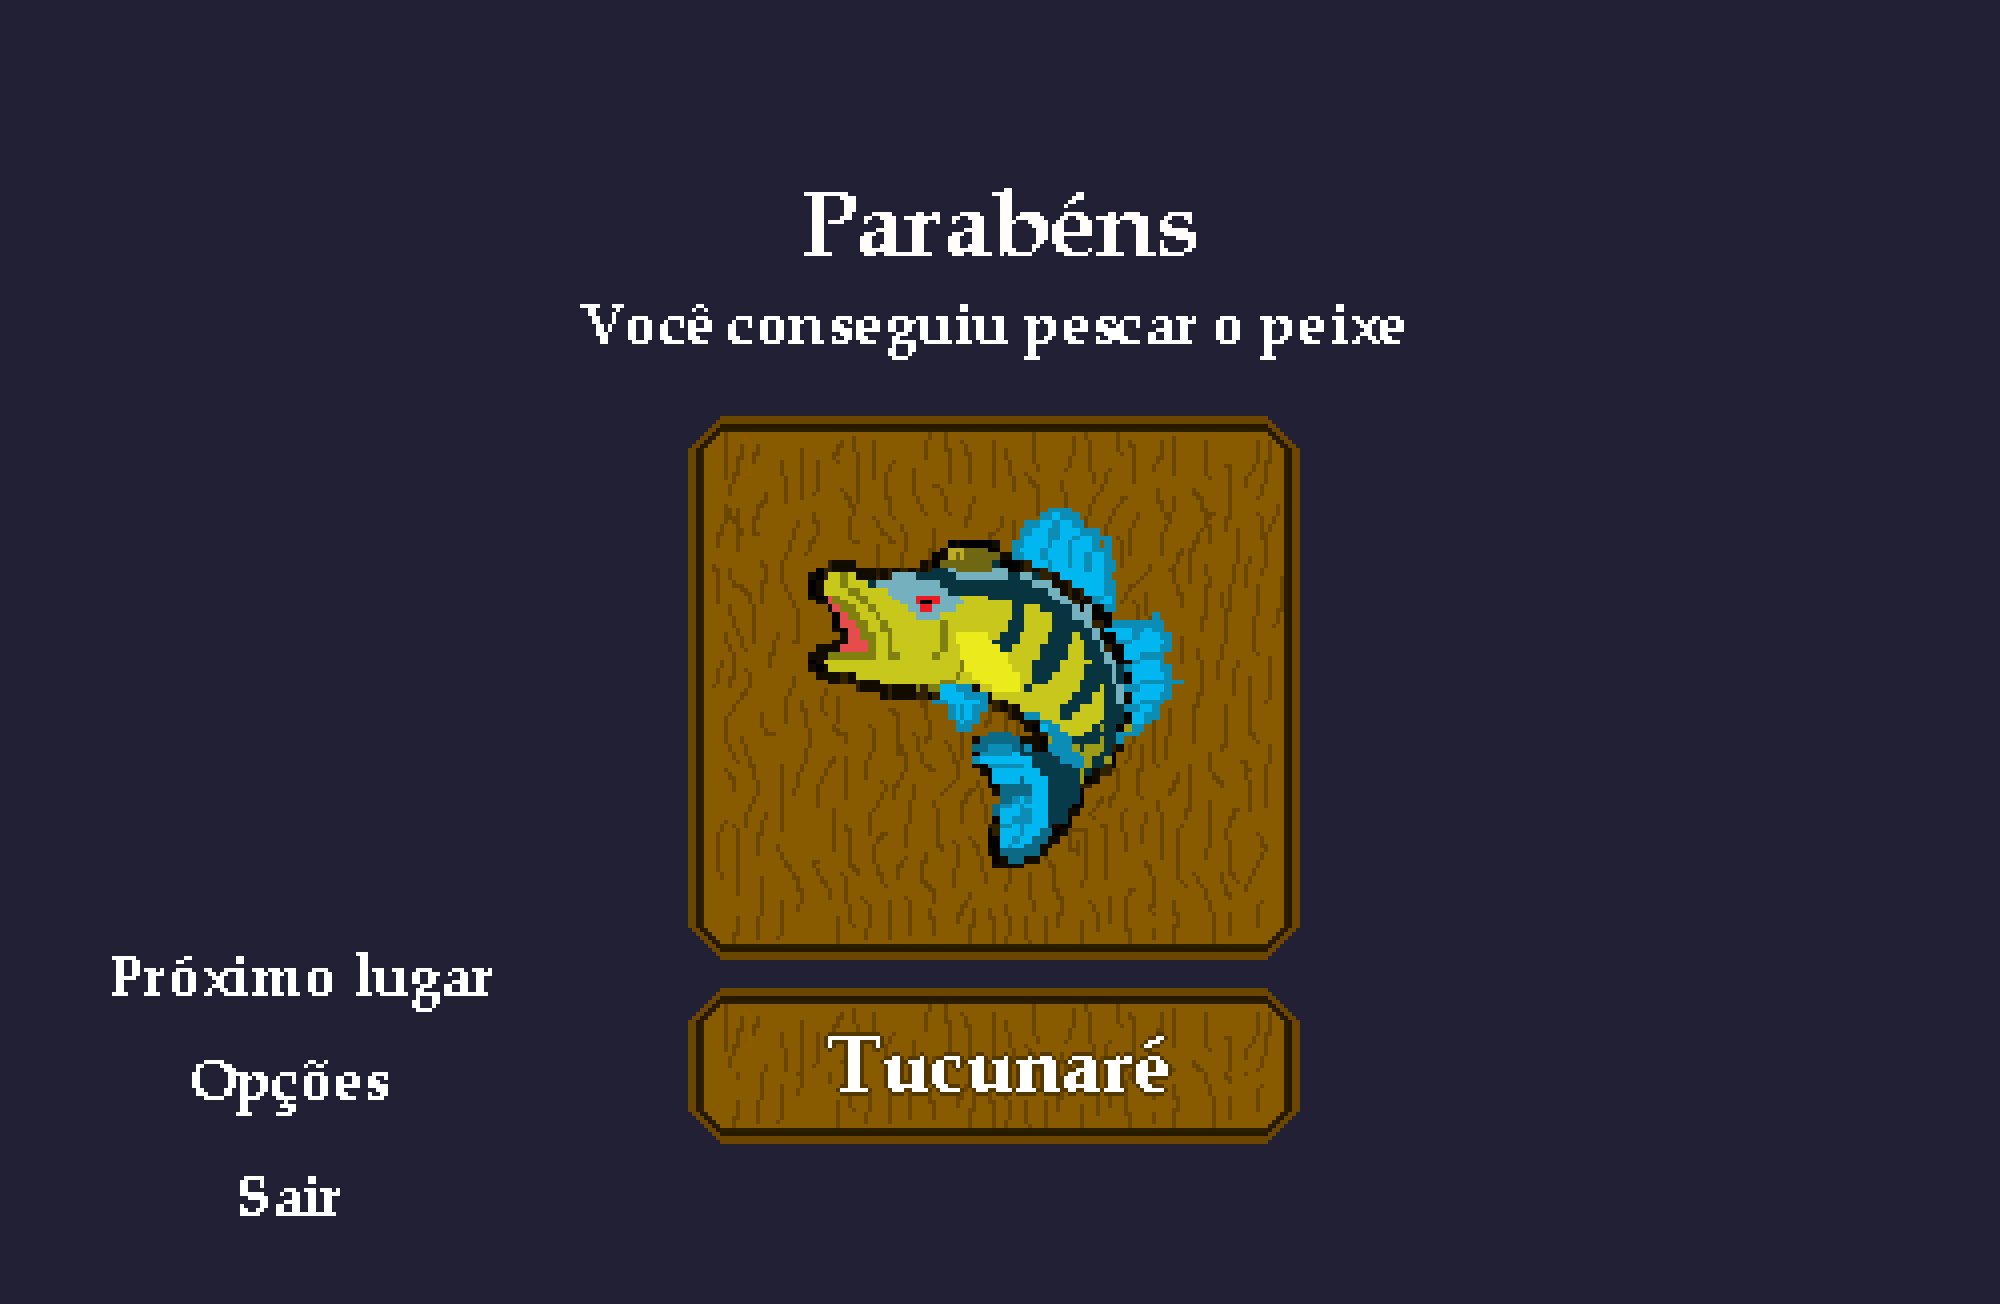 Parabéns
Você conseguiu pescar o peixe
Próximo lugar
Opções
Sair
Tucunaré